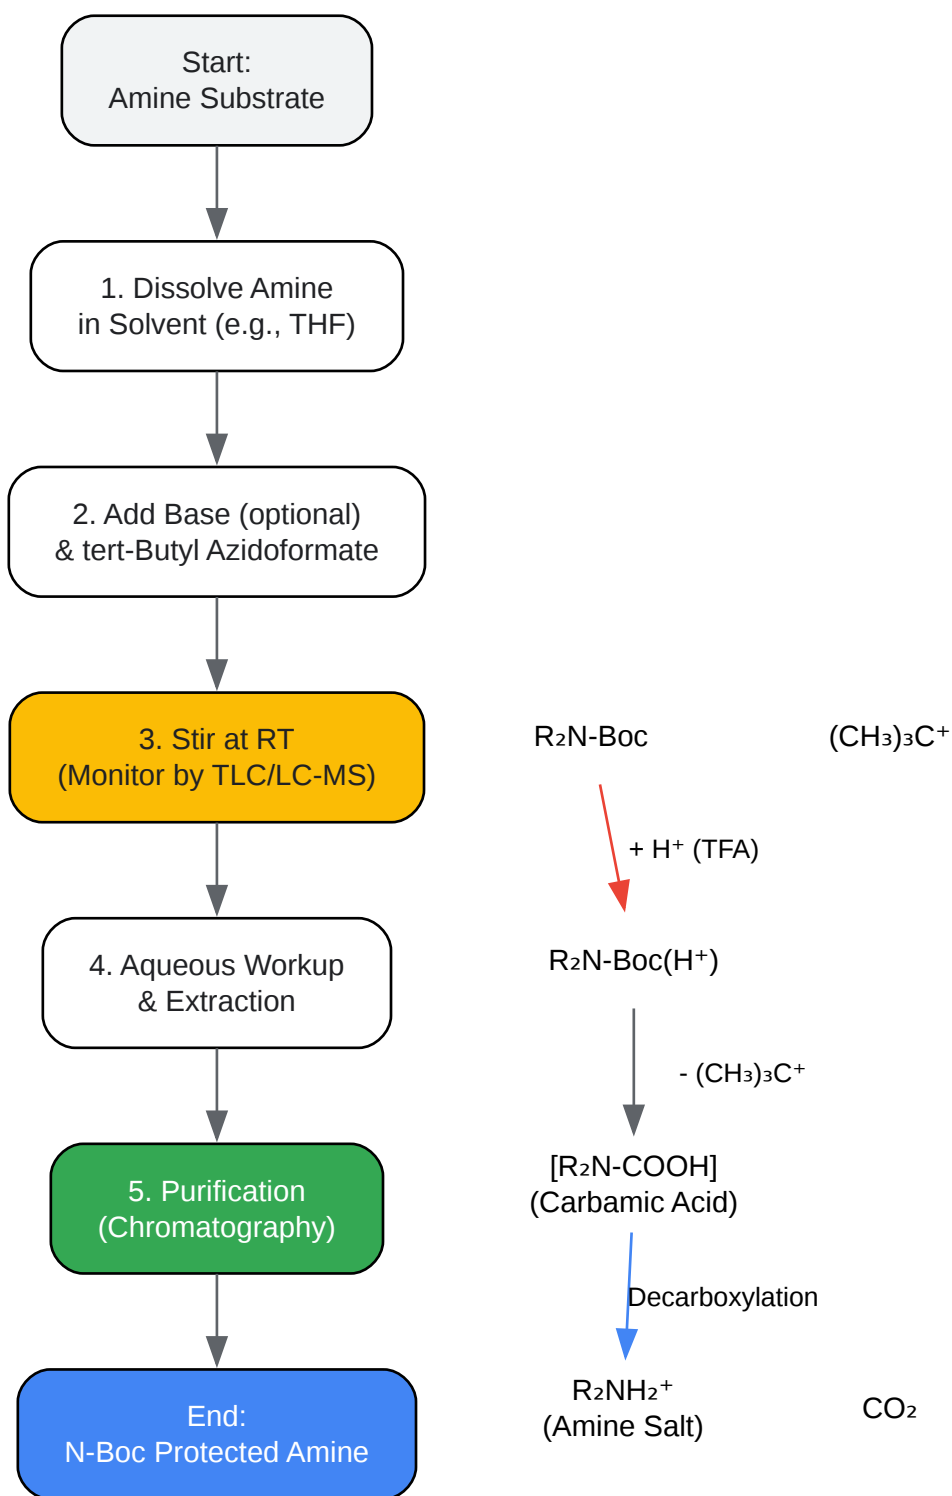 Start:
Amine Substrate
1. Dissolve Amine
in Solvent (e.g., THF)
2. Add Base (optional)
& tert-Butyl Azidoformate
3. Stir at RT
(Monitor by TLC/LC-MS)
4. Aqueous Workup
& Extraction
5. Purification
(Chromatography)
End:
N-Boc Protected Amine
R₂N-Boc
(CH₃)₃C⁺
+ H⁺ (TFA)
R₂N-Boc(H⁺)
- (CH₃)₃C⁺
[R₂N-COOH]
(Carbamic Acid)
Decarboxylation
R₂NH₂⁺
(Amine Salt)
CO₂